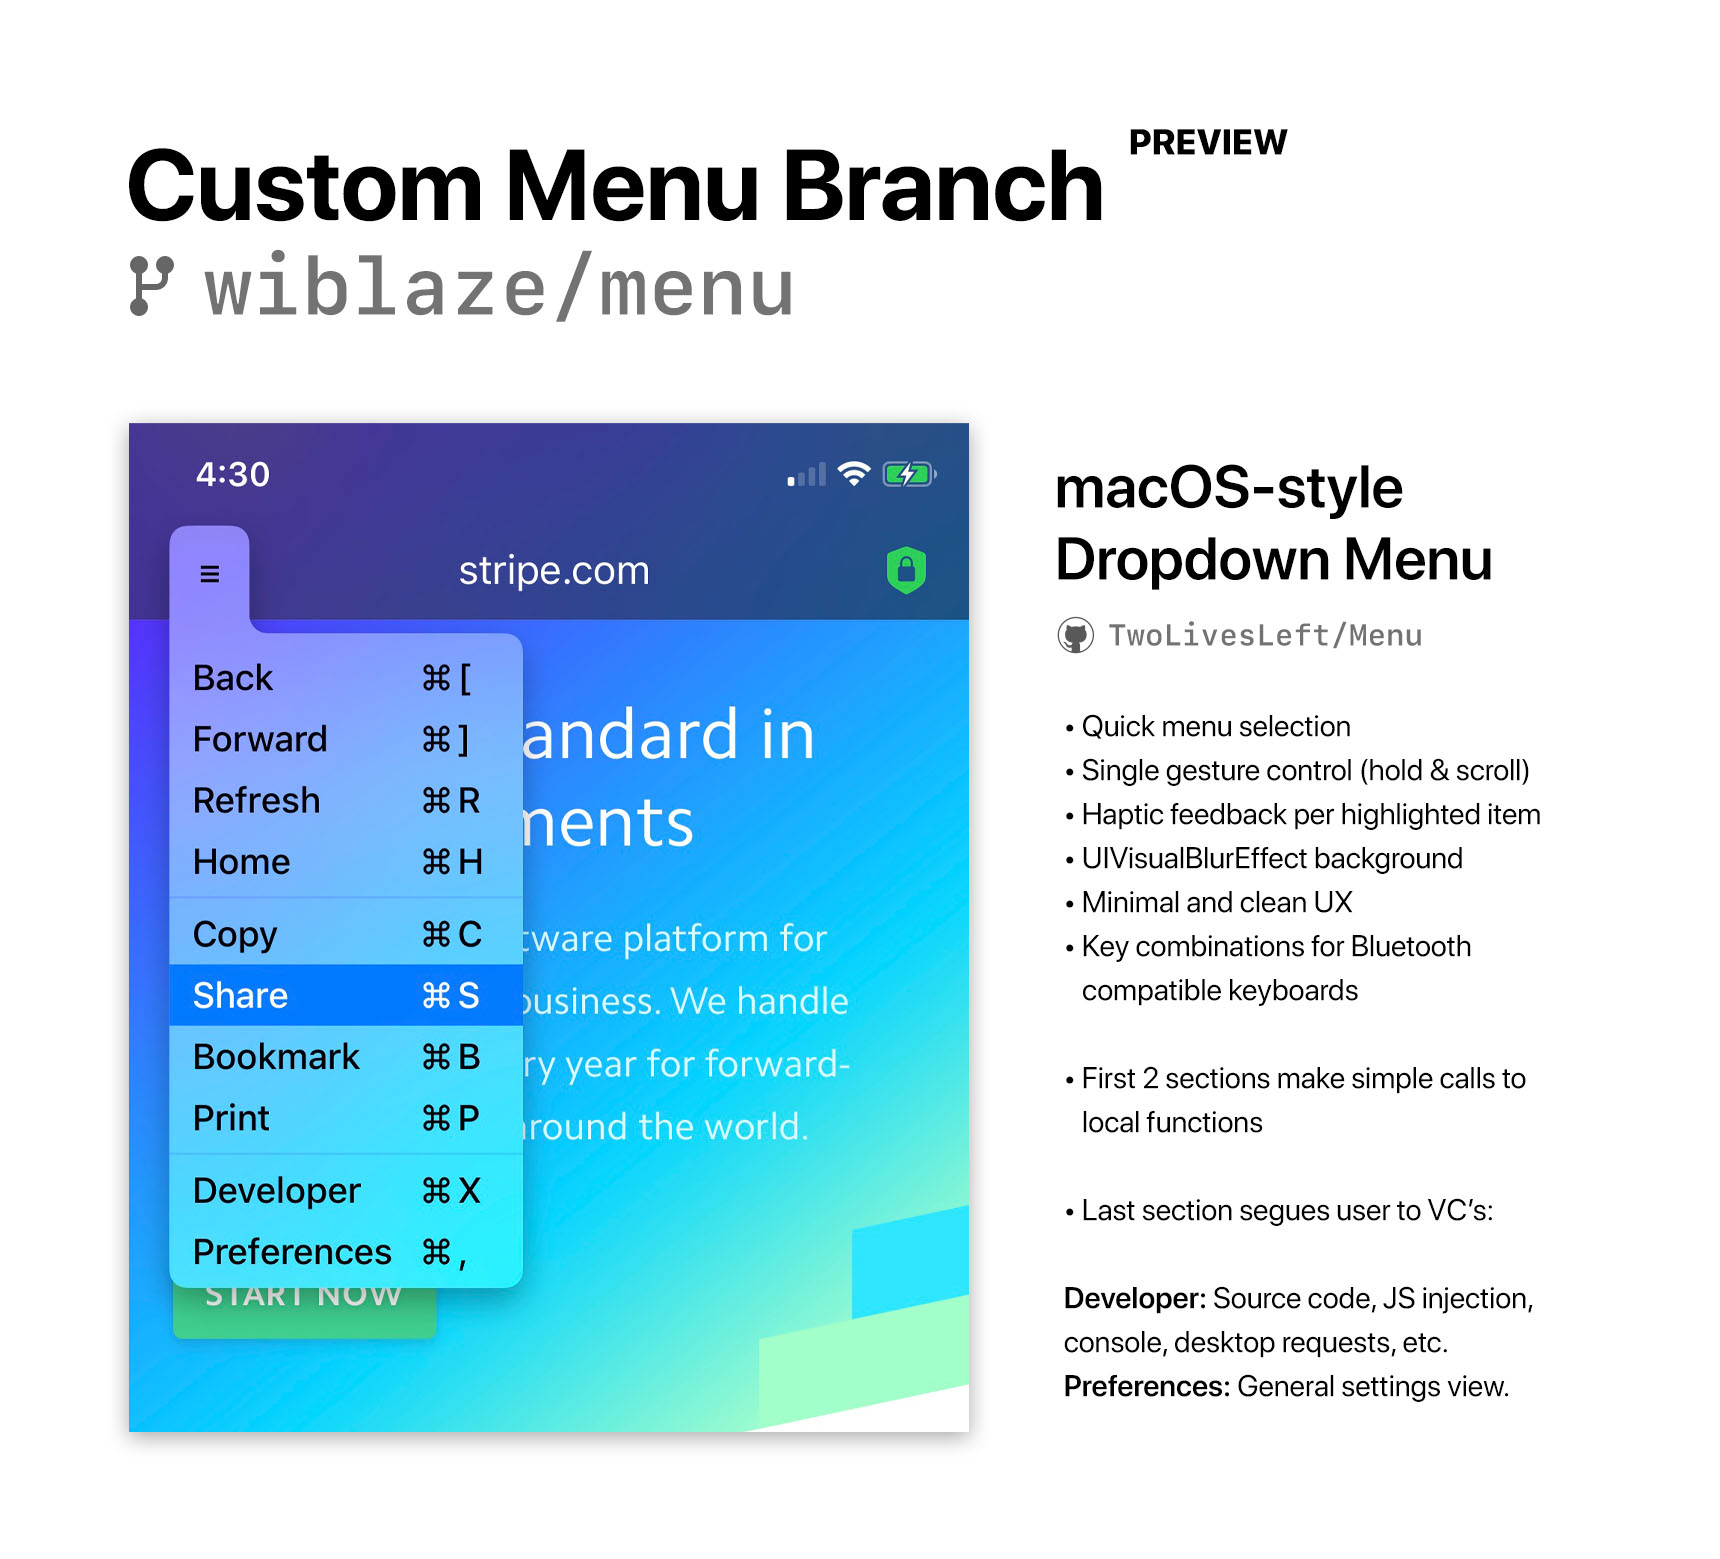 Custom Menu Branch PREVIEW
wiblaze/menu
4:30
stripe.com
Back ⌘ [
Forward ⌘ ]
Refresh ⌘ R
Home ⌘ H
Copy ⌘ C
Share ⌘ S
Bookmark ⌘ B
Print ⌘ P
Developer ⌘ X
Preferences ⌘ ,
andard in
ments
tware platform for
business. We handle
ry year for forward-
around the world.
START NOW
macOS-style
Dropdown Menu
TwoLivesLeft/Menu
• Quick menu selection
• Single gesture control (hold & scroll)
• Haptic feedback per highlighted item
• UIVisualBlurEffect background
• Minimal and clean UX
• Key combinations for Bluetooth
compatible keyboards
• First 2 sections make simple calls to
local functions
• Last section segues user to VC's:
Developer: Source code, JS injection,
console, desktop requests, etc.
Preferences: General settings view.